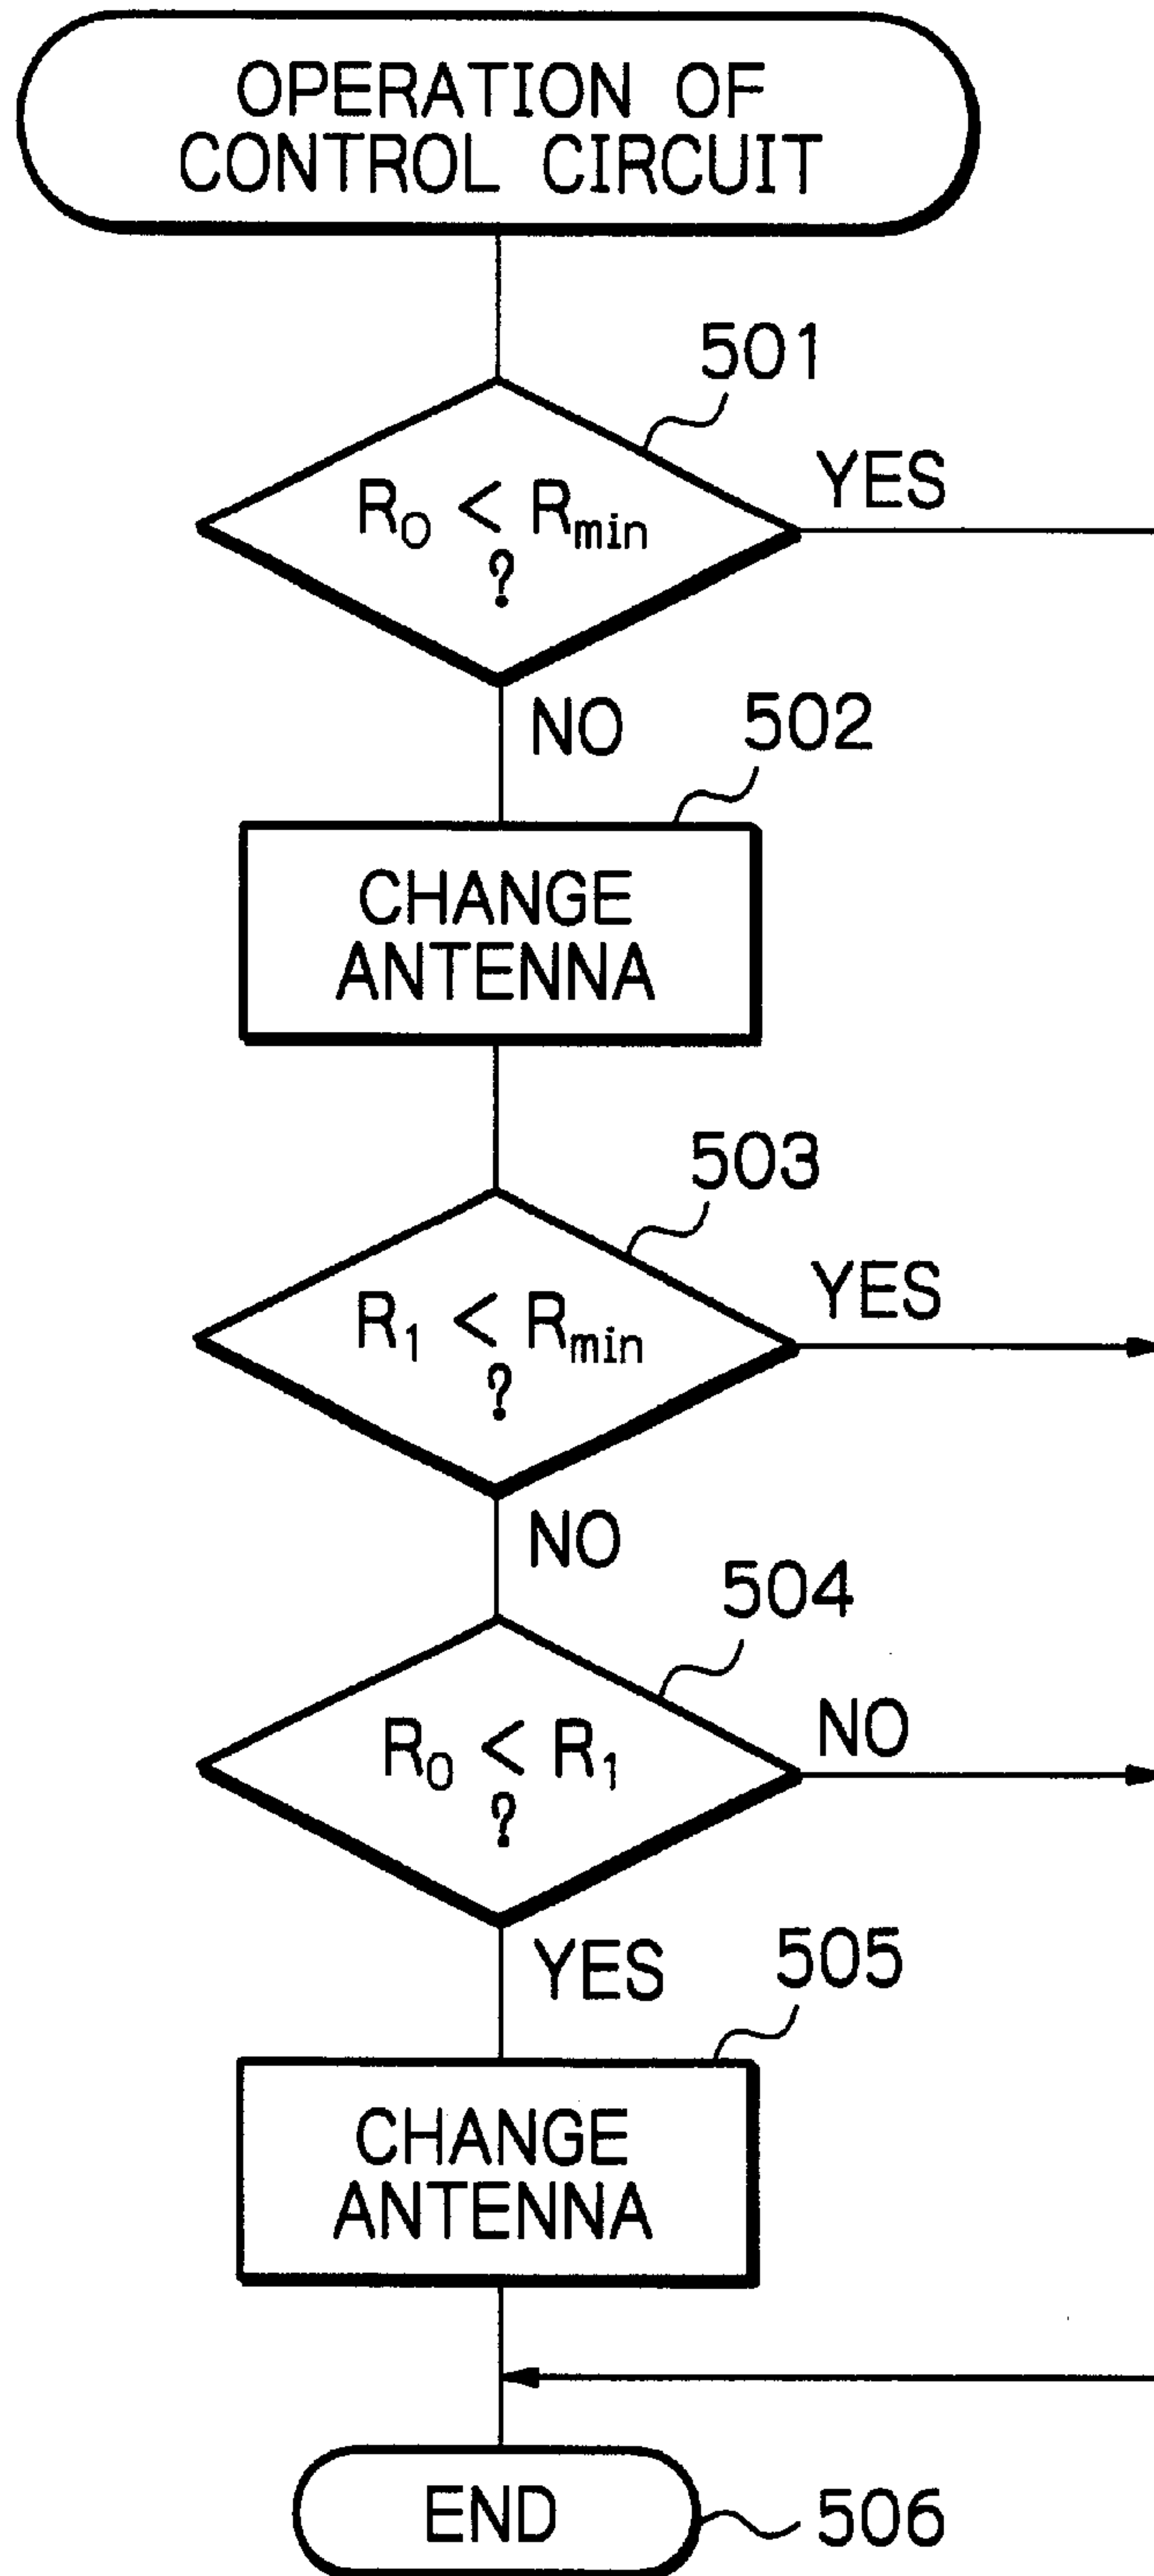 OPERATION OF
CONTROL CIRCUIT
501
R₀ < Rmin
?
YES
NO
502
CHANGE
ANTENNA
503
R₁ < Rmin
?
YES
NO
504
R₀ < R₁
?
NO
YES
505
CHANGE
ANTENNA
END
506